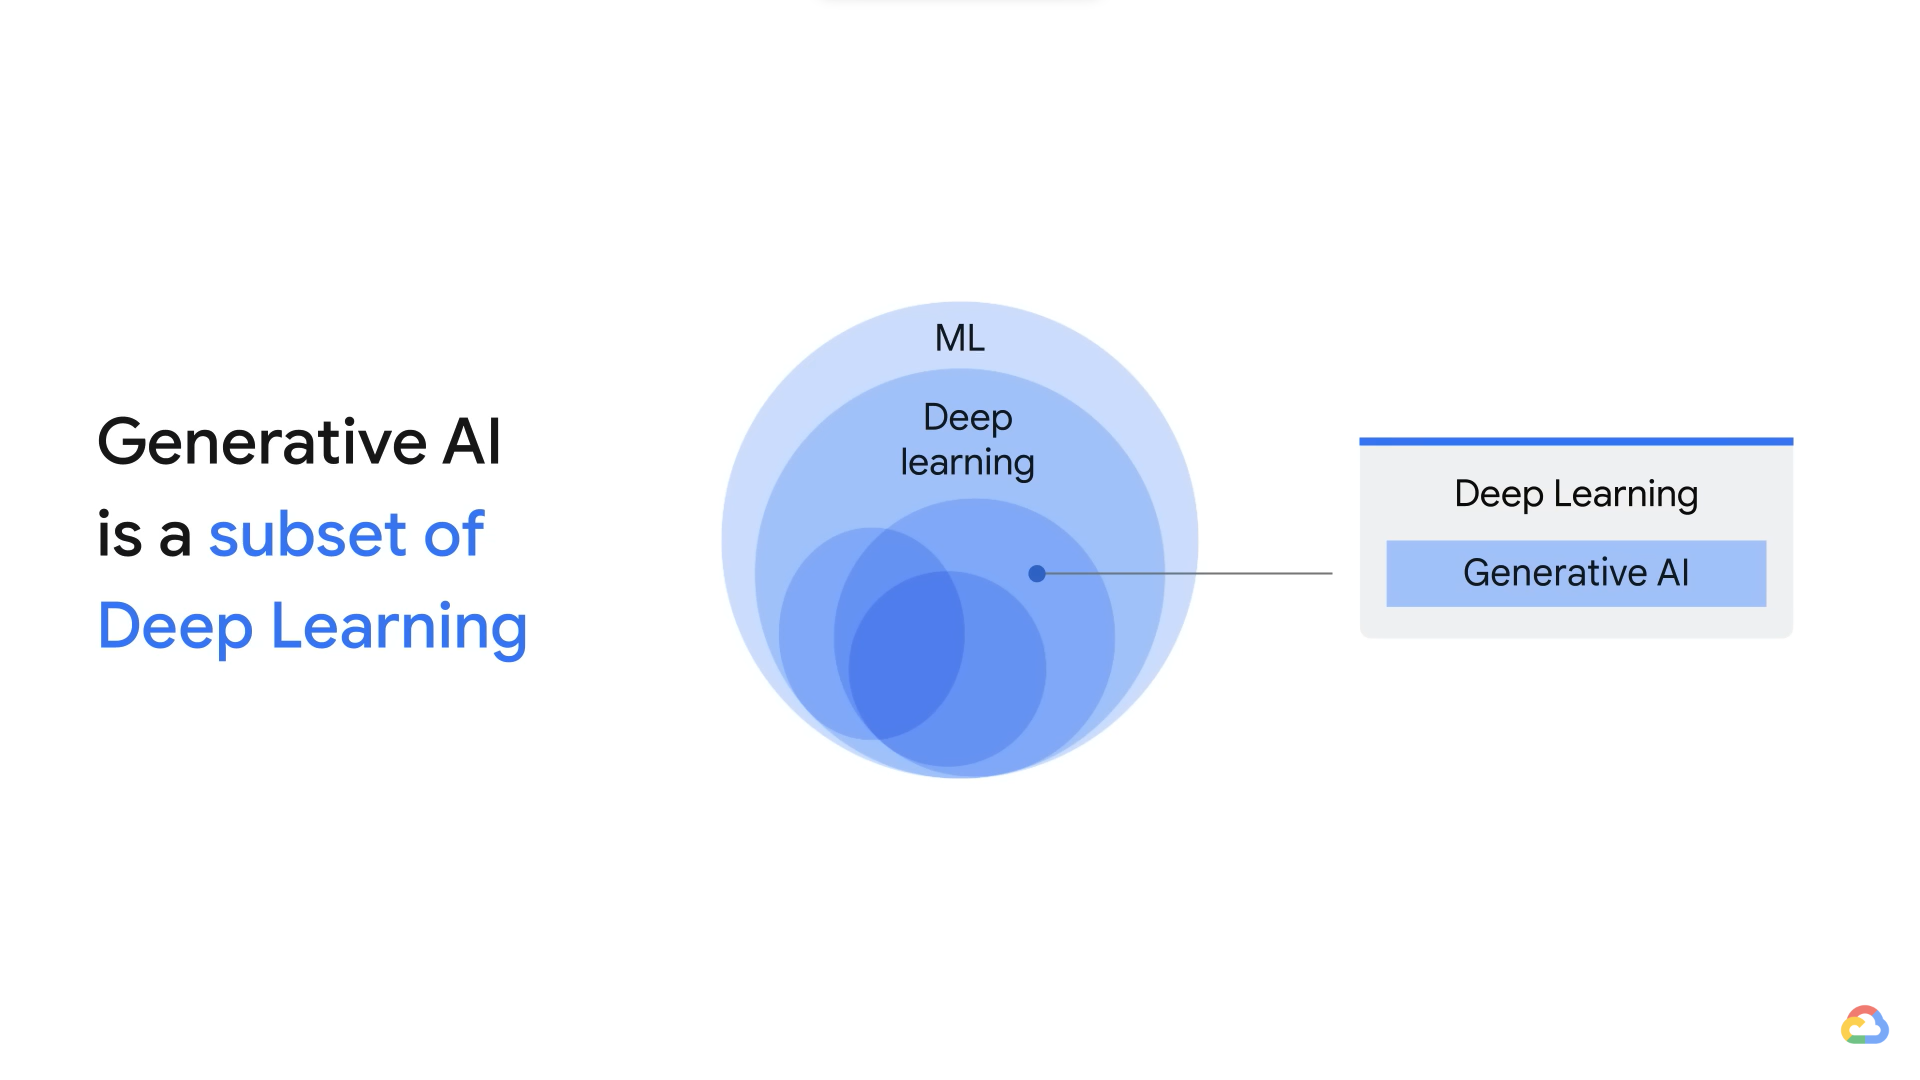 Generative AI
is a subset of
Deep Learning
ML
Deep
learning
Deep Learning
Generative AI